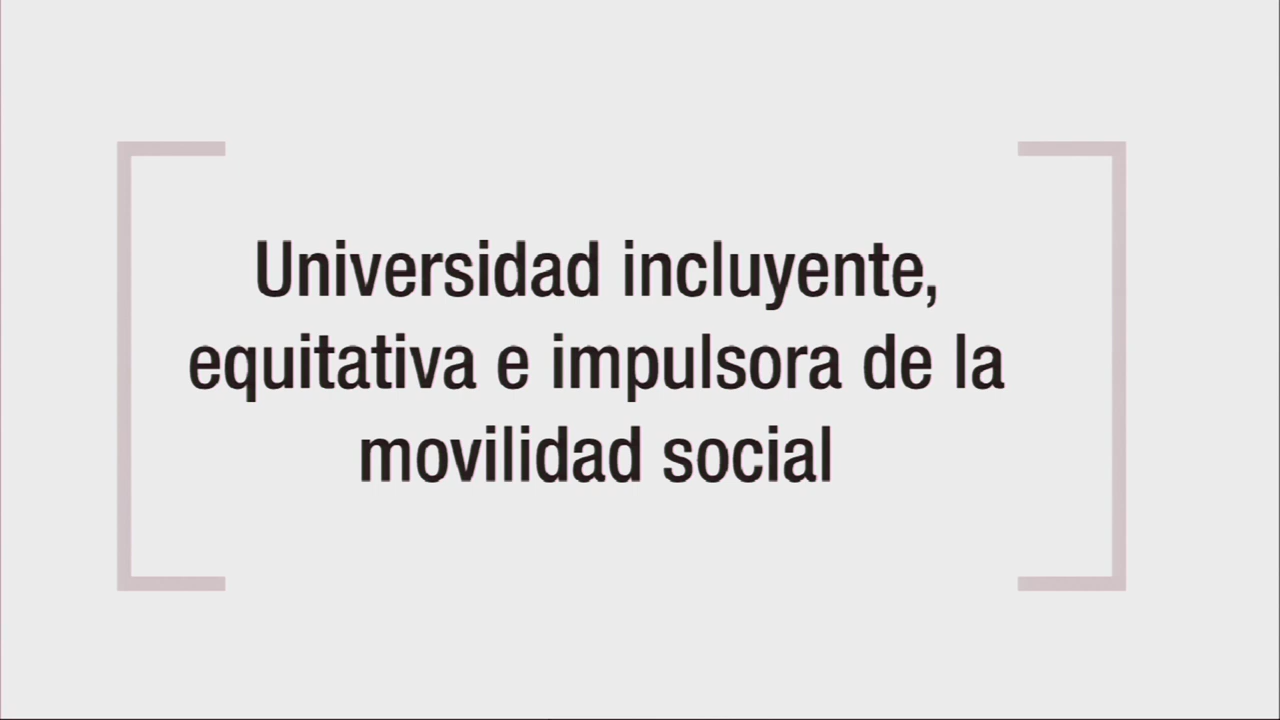 Universidad incluyente,
equitativa e impulsora de la
movilidad social